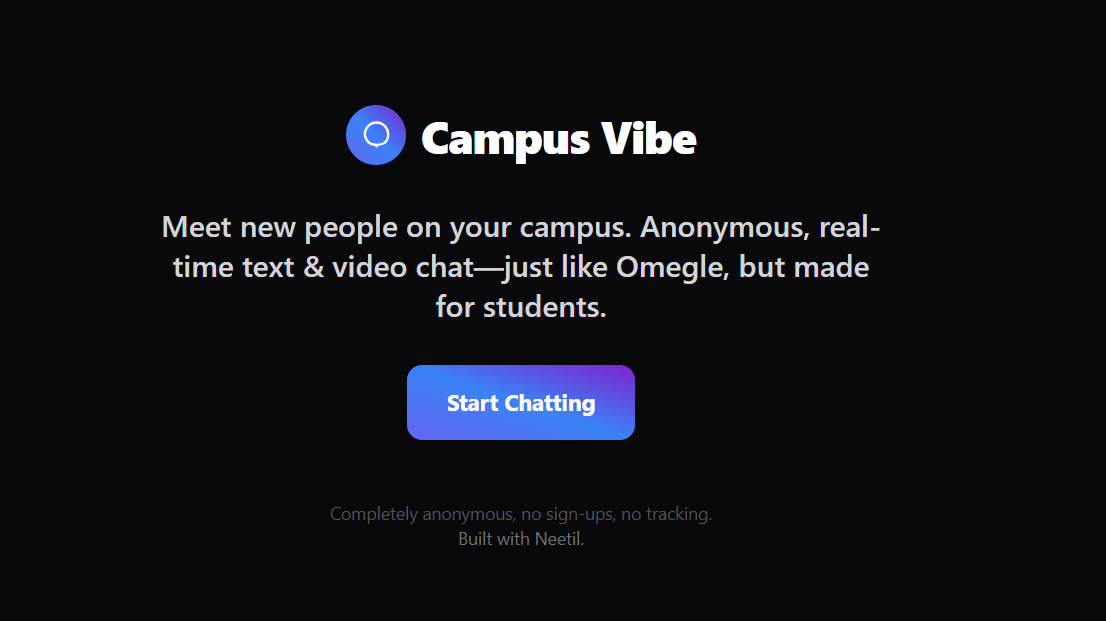 Campus Vibe
Meet new people on your campus. Anonymous, real-
time text & video chat—just like Omegle, but made
for students.
Start Chatting
Completely anonymous, no sign-ups, no tracking.
Built with Neetil.